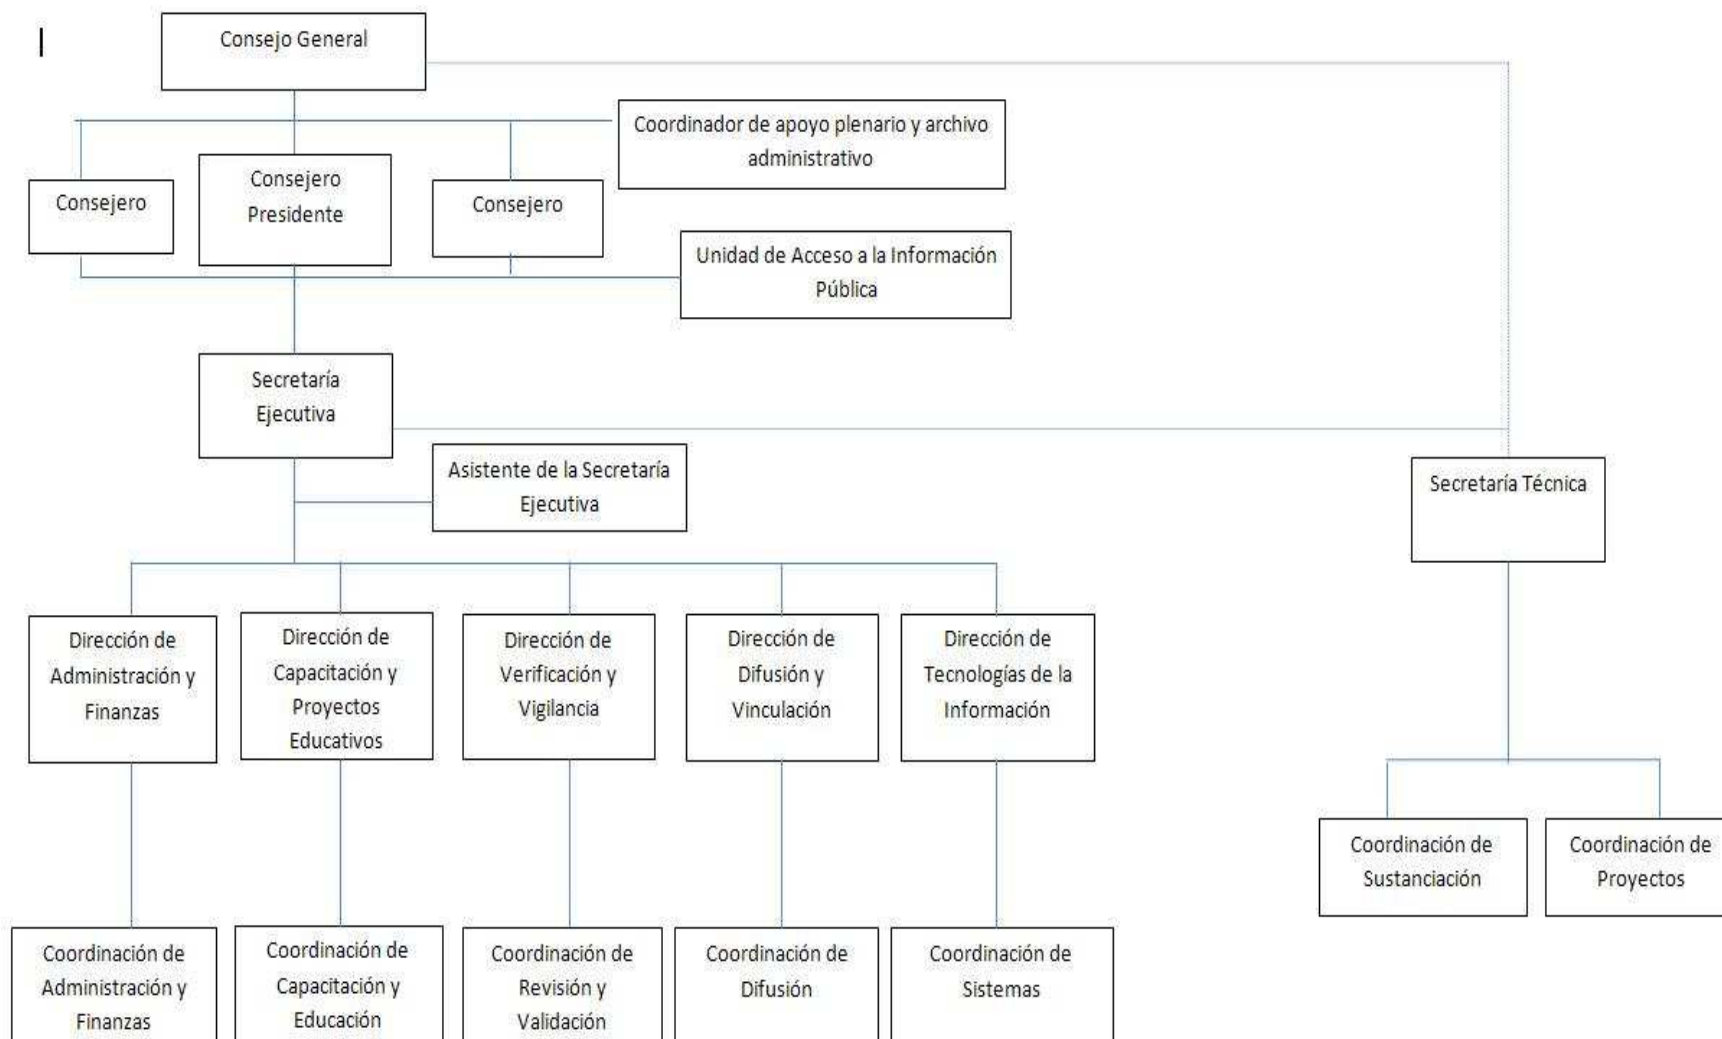 Consejo General
Coordinador de apoyo plenario y archivo
administrativo
Consejero
Consejero
Presidente
Consejero
Unidad de Acceso a la Información
Pública
Secretaría
Ejecutiva
Asistente de la Secretaría
Ejecutiva
Secretaría Técnica
Dirección de
Administración y
Finanzas
Dirección de
Capacitación y
Proyectos
Educativos
Dirección de
Verificación y
Vigilancia
Dirección de
Difusión y
Vinculación
Dirección de
Tecnologías de la
Información
Coordinación de
Sustanciación
Coordinación de
Proyectos
Coordinación de
Administración y
Finanzas
Coordinación de
Capacitación y
Educación
Coordinación de
Revisión y
Validación
Coordinación de
Difusión
Coordinación de
Sistemas